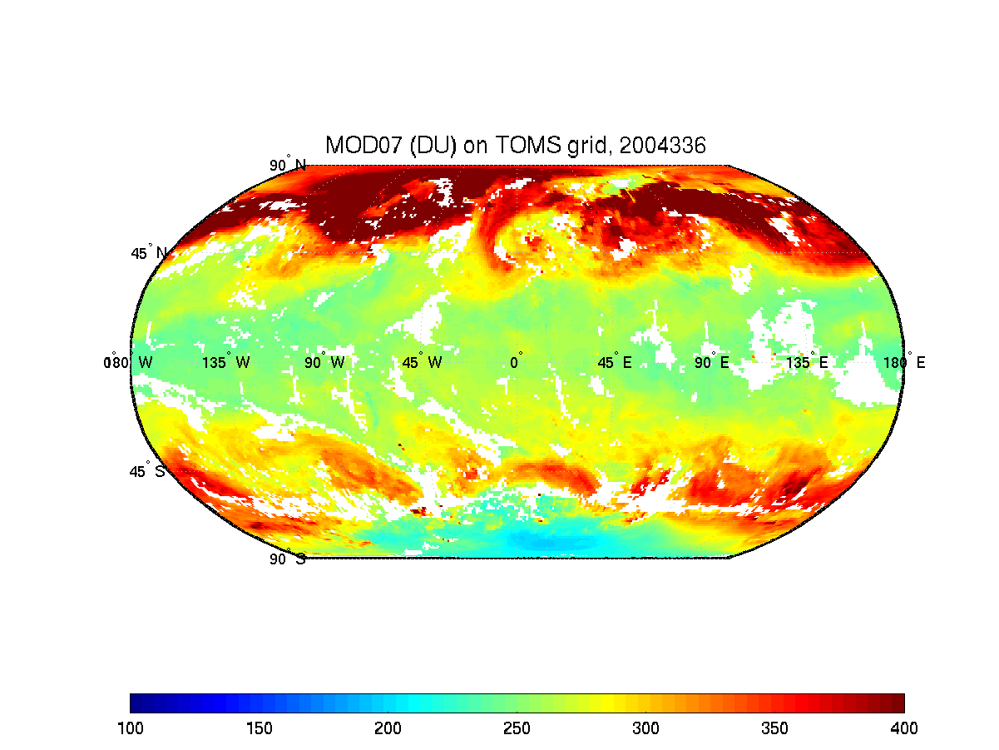 MOD07 (DU) on TOMS grid, 2004336
90° N
45° N
180° W 135° W 90° W 45° W 0° 45° E 90° E 135° E 180° E
45° S
90° S
100 150 200 250 300 350 400